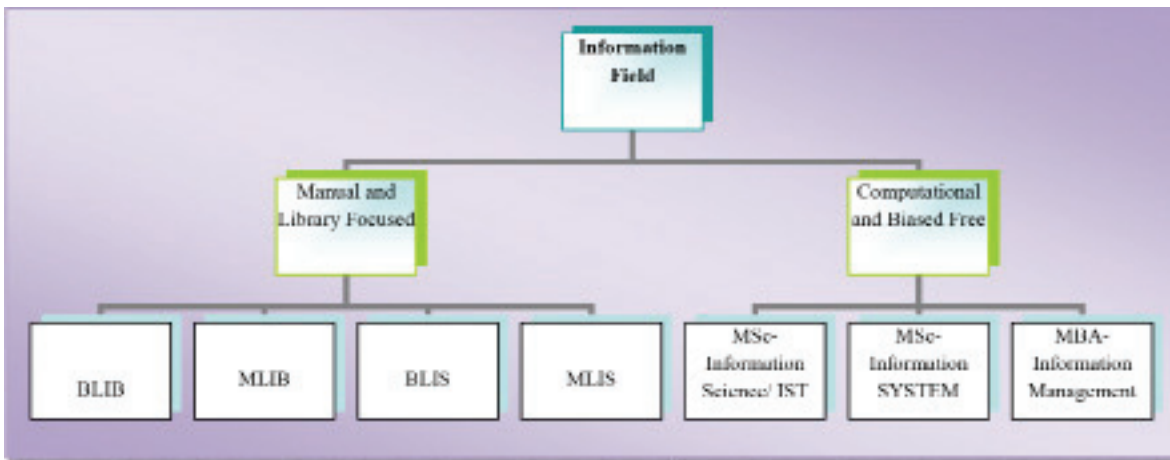 Information
Field
Manual and
Library Focused
Computational
and Biased Free
BLIB
MLIB
BLIS
MLIS
MSc-
Information
Science/ IST
MSc-
Information
SYSTEM
MBA-
Information
Management